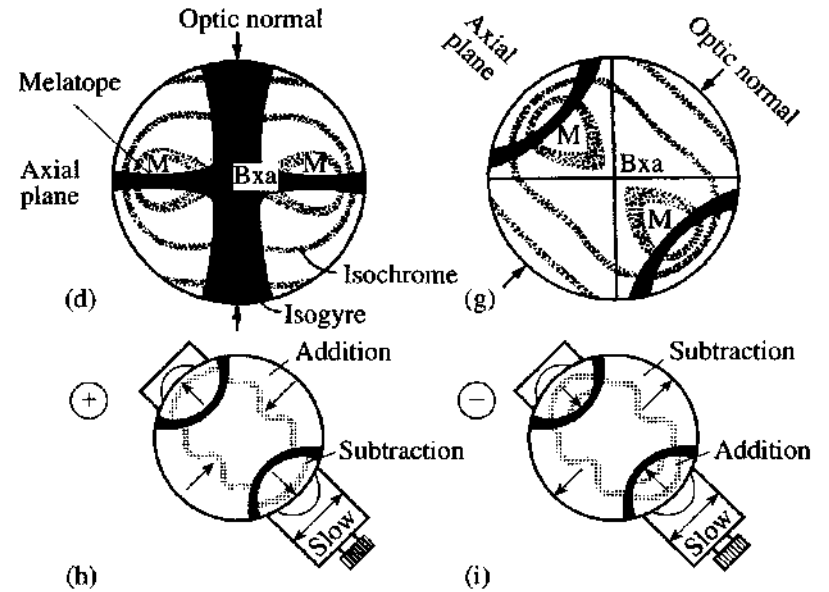 Optic normal
Melatope
M
M
Axial
plane
Bxa
Isochrome
Isogyre
(d)
Axial
plane
Optic normal
M
Bxa
M
(g)
+
Addition
Subtraction
Slow
(h)
−
Subtraction
Addition
Slow
(i)